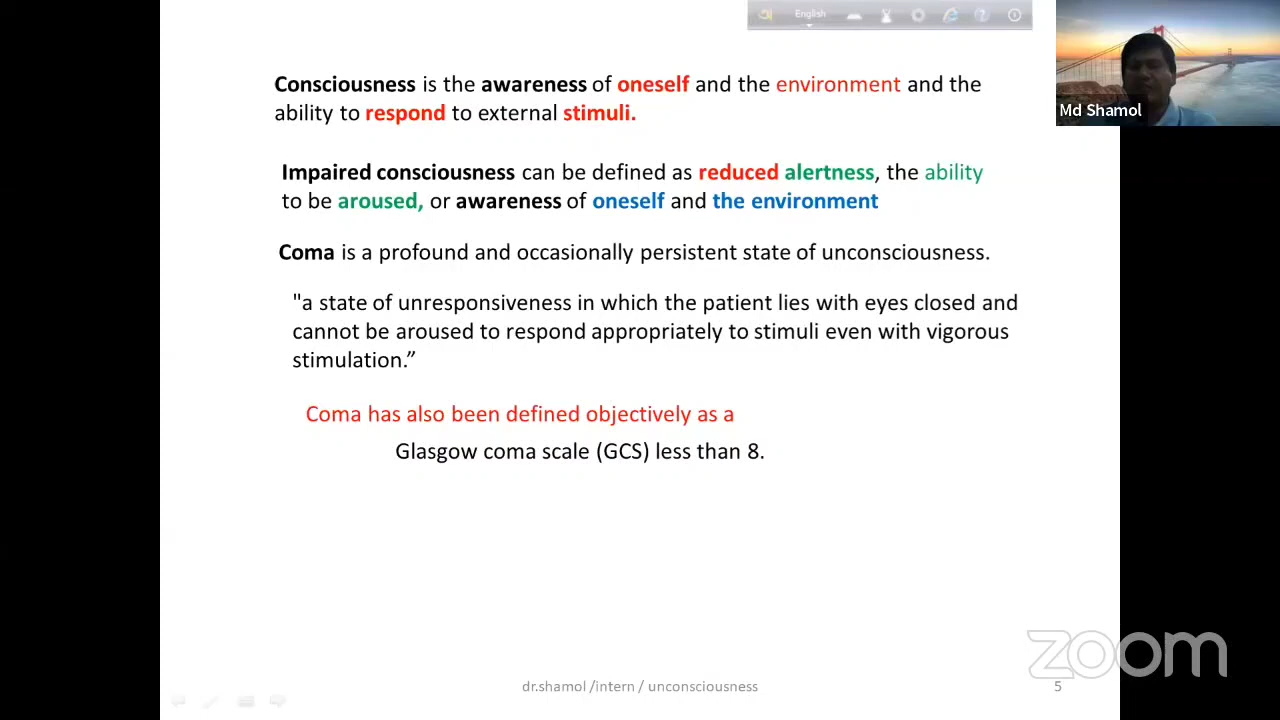 English
Consciousness is the awareness of oneself and the environment and the
ability to respond to external stimuli.
Md Shamol
Impaired consciousness can be defined as reduced alertness, the ability
to be aroused, or awareness of oneself and the environment
Coma is a profound and occasionally persistent state of unconsciousness.
"a state of unresponsiveness in which the patient lies with eyes closed and
cannot be aroused to respond appropriately to stimuli even with vigorous
stimulation.”
Coma has also been defined objectively as a
Glasgow coma scale (GCS) less than 8.
zoom
dr.shamol /intern / unconsciousness
5